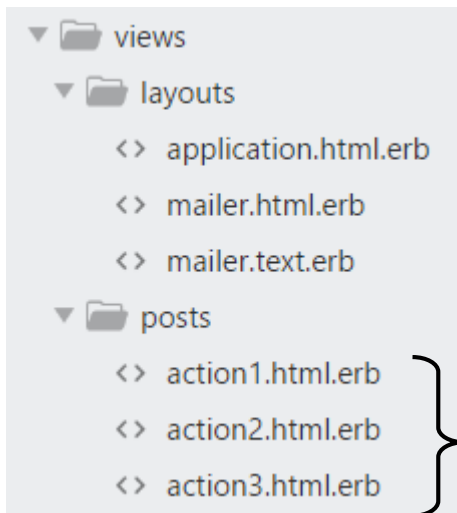 views
layouts
application.html.erb
mailer.html.erb
mailer.text.erb
posts
action1.html.erb
action2.html.erb
action3.html.erb